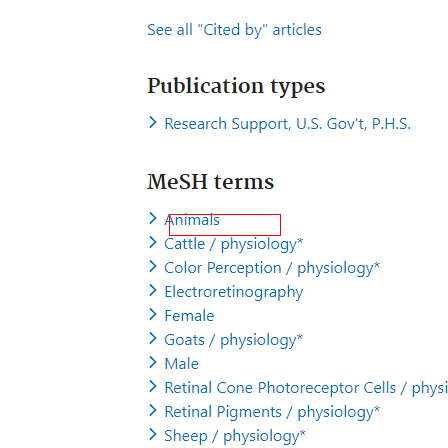 See all "Cited by" articles
Publication types
Research Support, U.S. Gov't, P.H.S.
MeSH terms
Animals
Cattle / physiology*
Color Perception / physiology*
Electroretinography
Female
Goats / physiology*
Male
Retinal Cone Photoreceptor Cells / physi
Retinal Pigments / physiology*
Sheep / physiology*